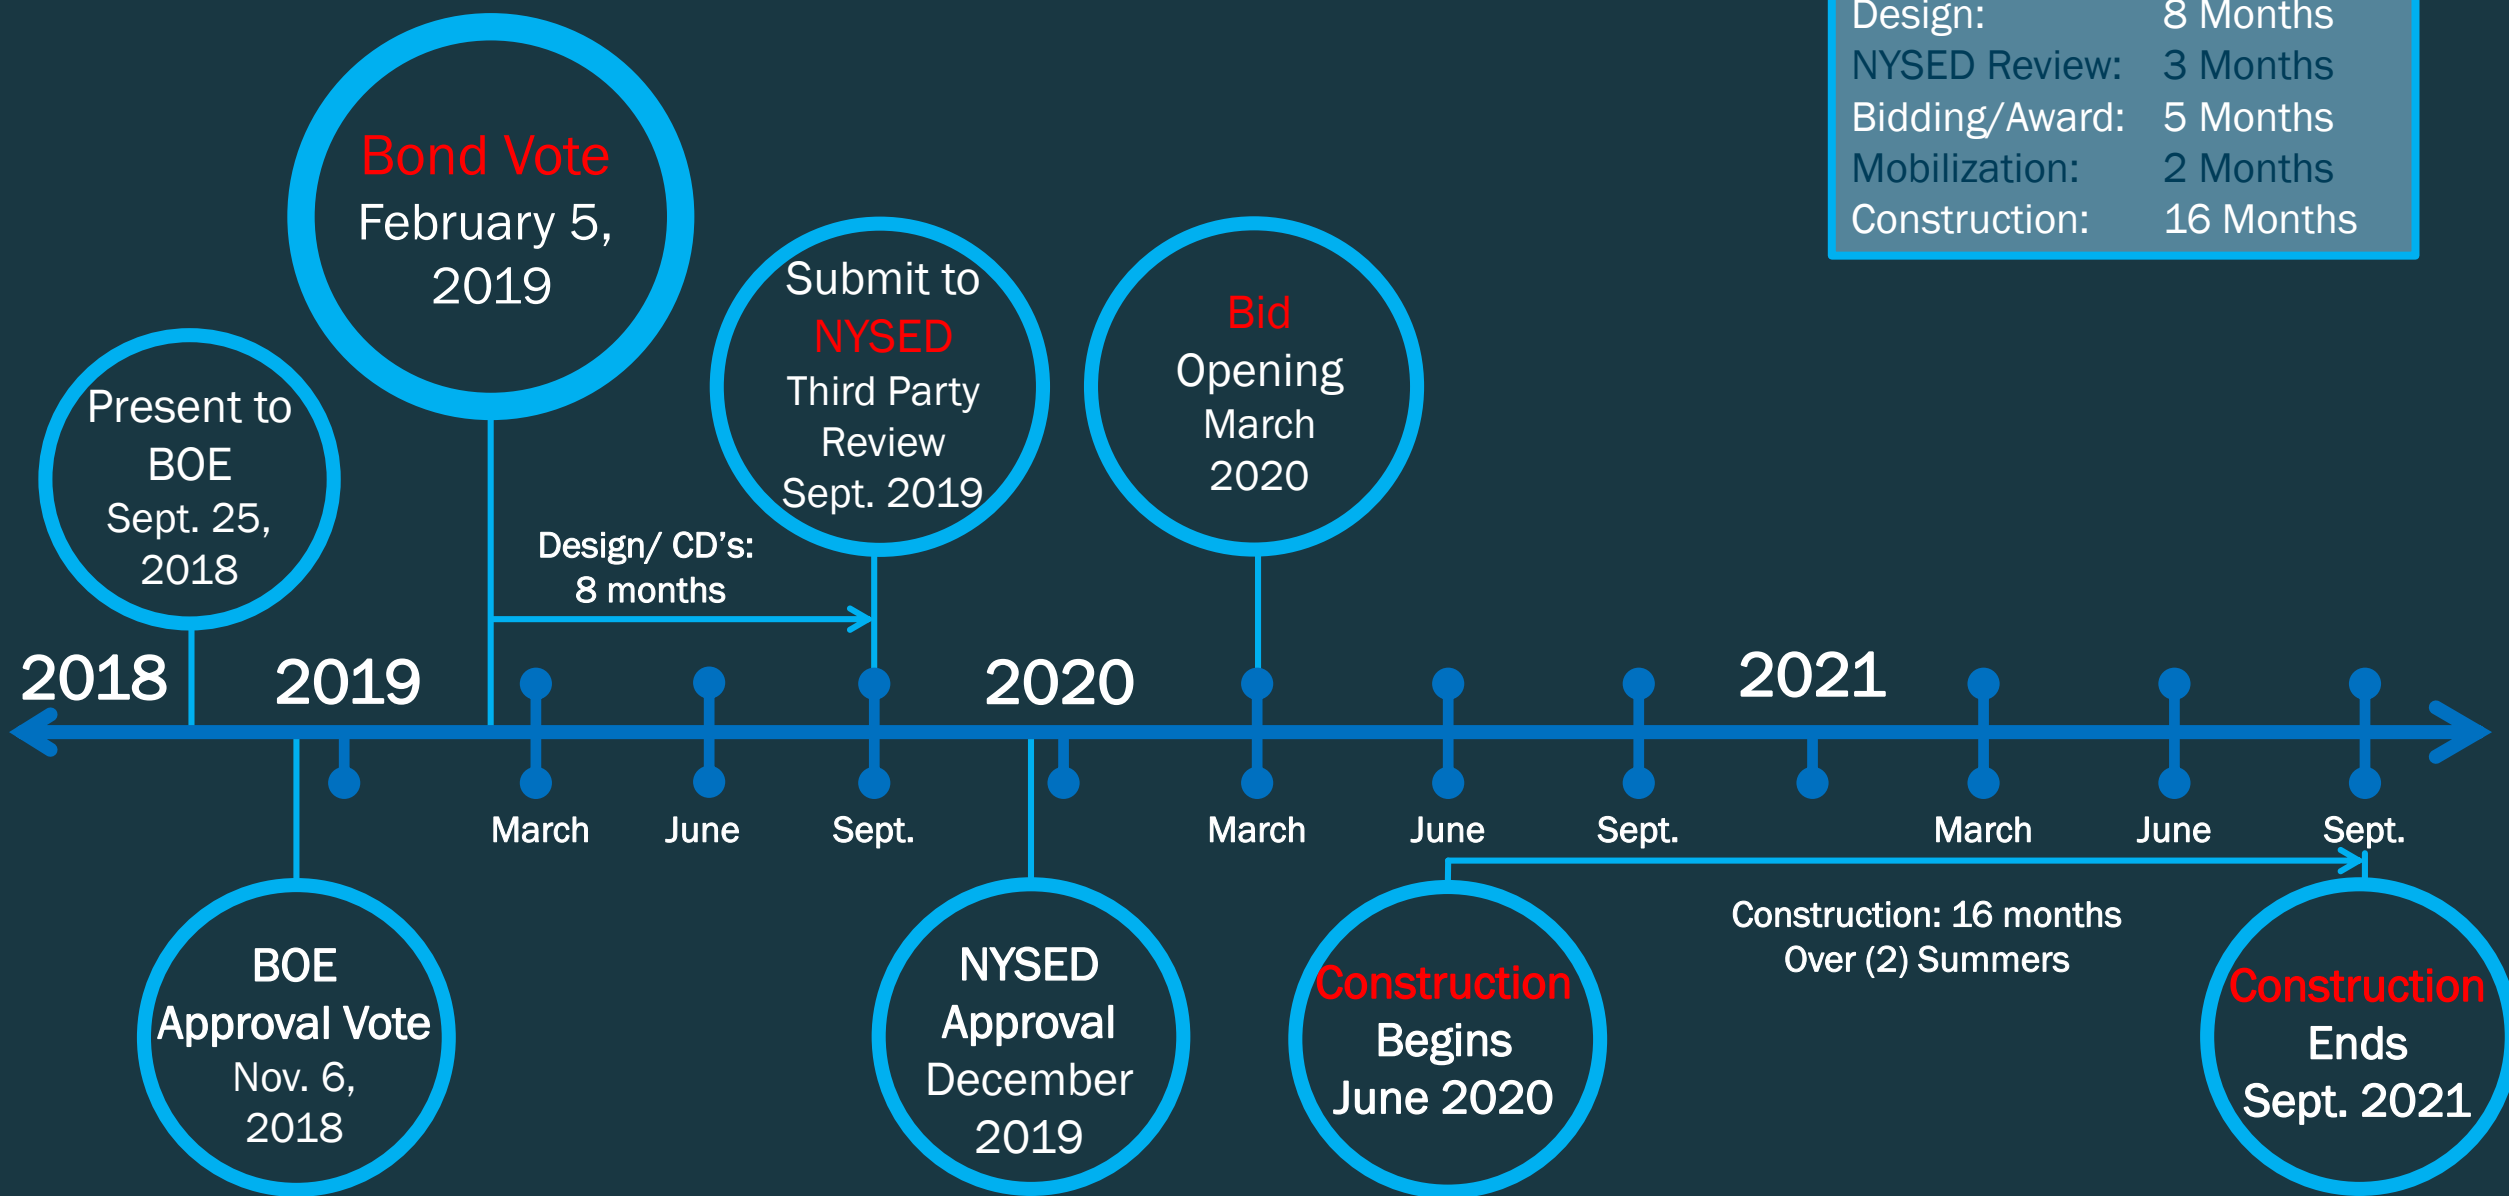 Design: 8 Months
NYSED Review: 3 Months
Bidding/Award: 5 Months
Mobilization: 2 Months
Construction: 16 Months
Bond Vote
February 5,
2019
Submit to
NYSED
Third Party
Review
Sept. 2019
Bid
Opening
March
2020
Present to
BOE
Sept. 25,
2018
Design/ CD's:
8 months
2018 2019 2020 2021
March June Sept. March June Sept. March June Sept.
BOE
Approval Vote
Nov. 6,
2018
NYSED
Approval
December
2019
Construction
Begins
June 2020
Construction: 16 months
Over (2) Summers
Construction
Ends
Sept. 2021